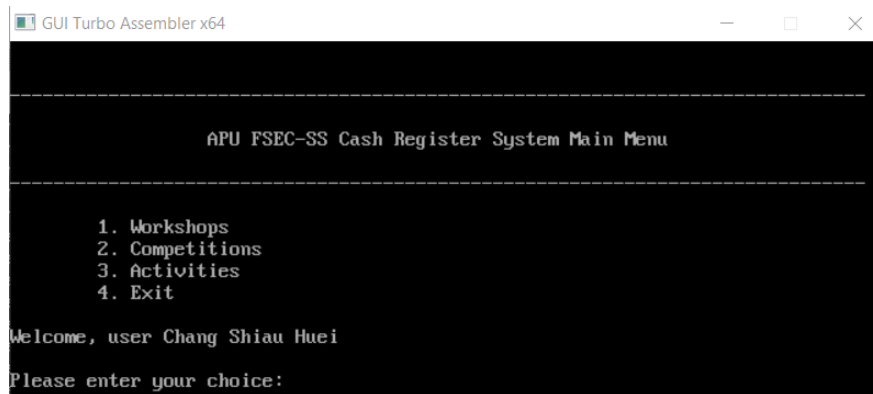 GUI Turbo Assembler x64
------------------------------------------------------------------------------
APU FSEC-SS Cash Register System Main Menu
------------------------------------------------------------------------------
1. Workshops
2. Competitions
3. Activities
4. Exit
Welcome, user Chang Shiau Huei
Please enter your choice: